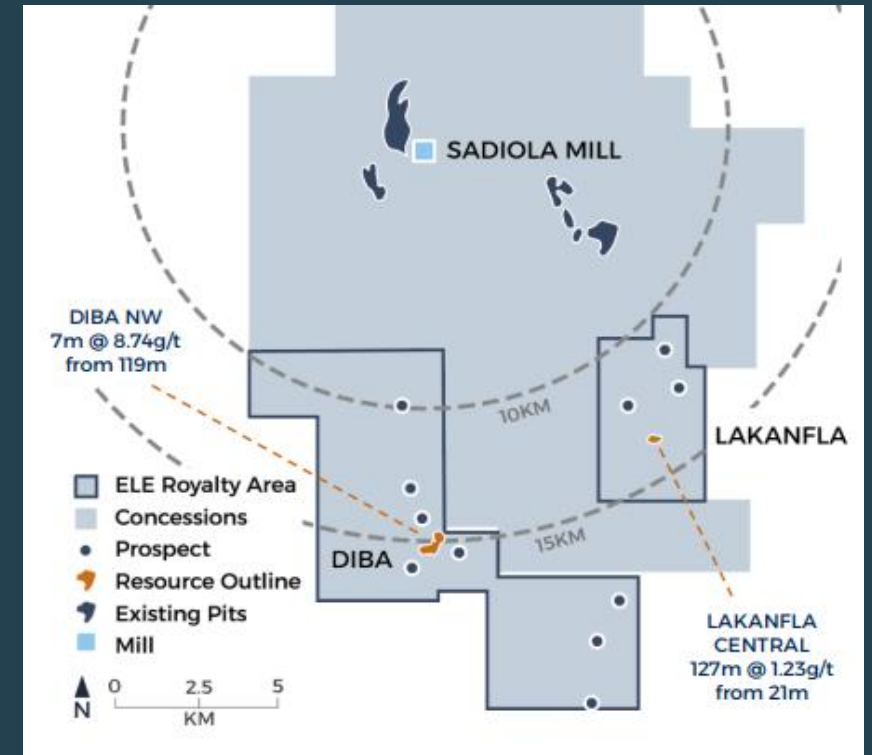 SADIOLA MILL
DIBA NW
7m @ 8.74g/t
from 119m
10KM
LAKANFLA
ELE Royalty Area
Concessions
Prospect
Resource Outline
Existing Pits
Mill
DIBA
15KM
LAKANFLA
CENTRAL
127m @ 1.23g/t
from 21m
N
0 2.5 5
KM